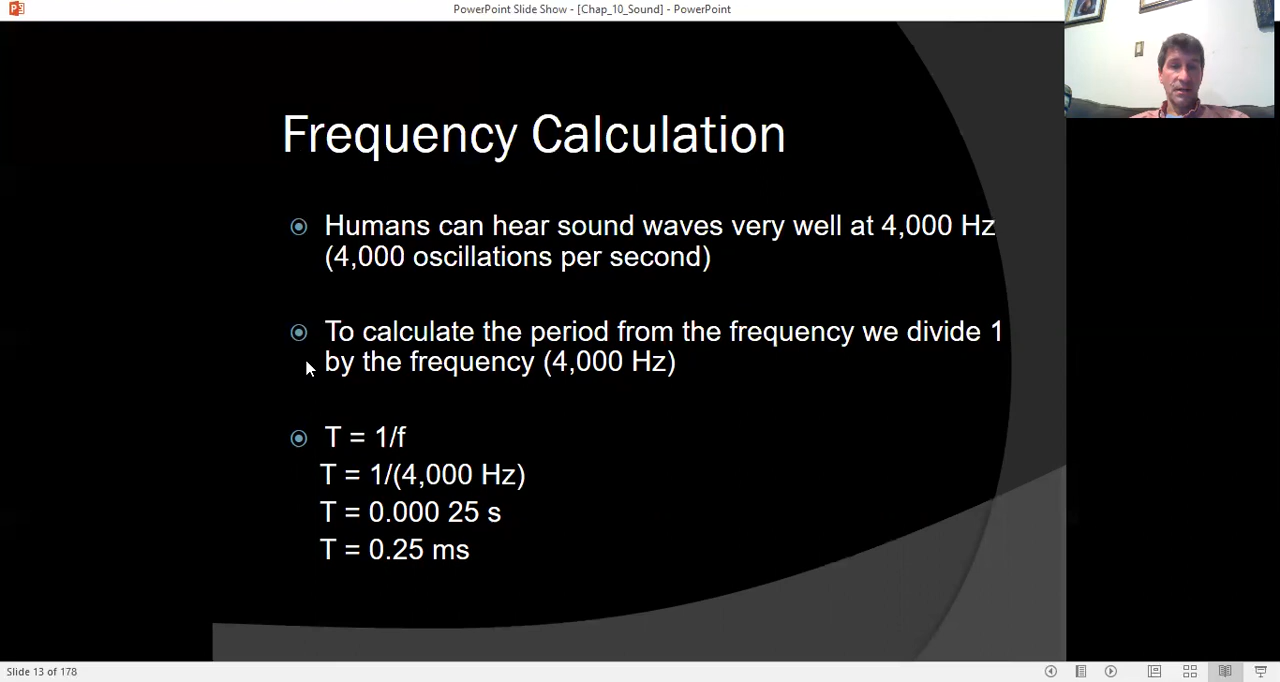 PowerPoint Slide Show - [Chap_10_Sound] - PowerPoint
Frequency Calculation
Humans can hear sound waves very well at 4,000 Hz
(4,000 oscillations per second)
To calculate the period from the frequency we divide 1
by the frequency (4,000 Hz)
T = 1/f
T = 1/(4,000 Hz)
T = 0.000 25 s
T = 0.25 ms
Slide 13 of 178